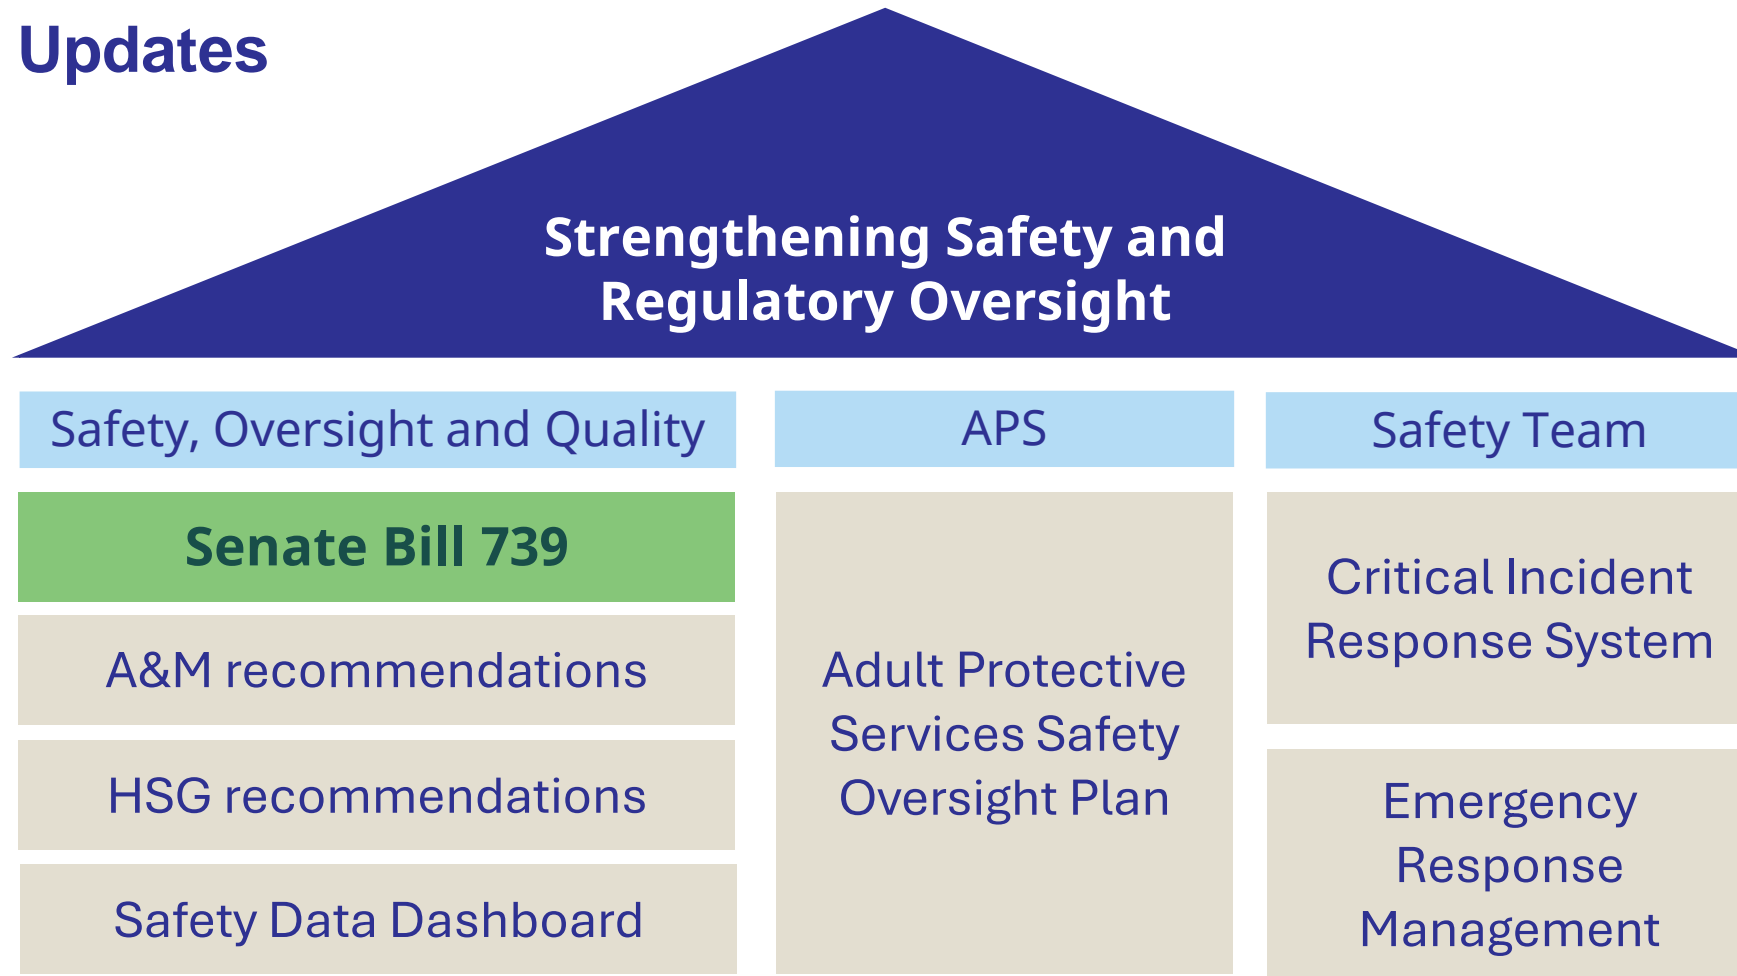 Updates
Strengthening Safety and
Regulatory Oversight
Safety, Oversight and Quality
Senate Bill 739
A&M recommendations
HSG recommendations
Safety Data Dashboard
APS
Adult Protective
Services Safety
Oversight Plan
Safety Team
Critical Incident
Response System
Emergency
Response
Management